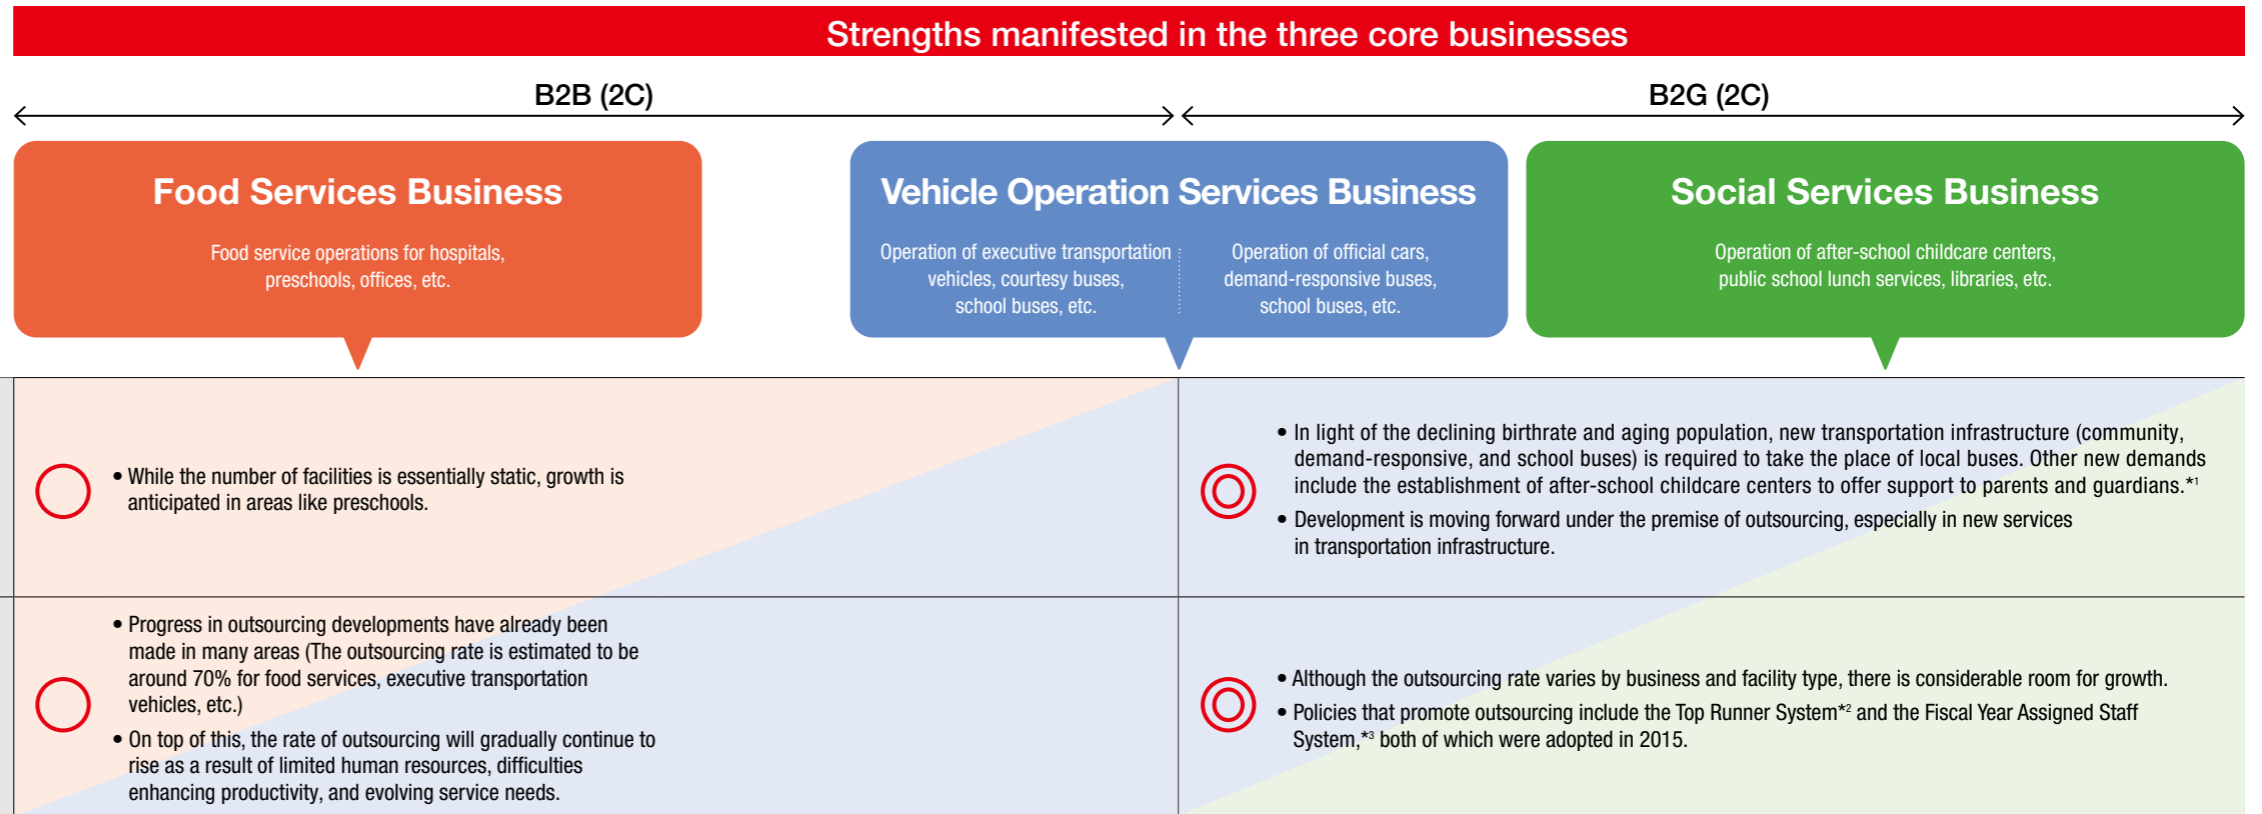 Strengths manifested in the three core businesses
B2B (2C)
B2G (2C)
Food Services Business
Food service operations for hospitals,
preschools, offices, etc.
Vehicle Operation Services Business
Operation of executive transportation
vehicles, courtesy buses,
school buses, etc.
Operation of official cars,
demand-responsive buses,
school buses, etc.
Social Services Business
Operation of after-school childcare centers,
public school lunch services, libraries, etc.
• While the number of facilities is essentially static, growth is
anticipated in areas like preschools.
• In light of the declining birthrate and aging population, new transportation infrastructure (community,
demand-responsive, and school buses) is required to take the place of local buses. Other new demands
include the establishment of after-school childcare centers to offer support to parents and guardians.*1
• Development is moving forward under the premise of outsourcing, especially in new services
in transportation infrastructure.
• Progress in outsourcing developments have already been
made in many areas (The outsourcing rate is estimated to be
around 70% for food services, executive transportation
vehicles, etc.)
• On top of this, the rate of outsourcing will gradually continue to
rise as a result of limited human resources, difficulties
enhancing productivity, and evolving service needs.
• Although the outsourcing rate varies by business and facility type, there is considerable room for growth.
• Policies that promote outsourcing include the Top Runner System*2 and the Fiscal Year Assigned Staff
System,*3 both of which were adopted in 2015.